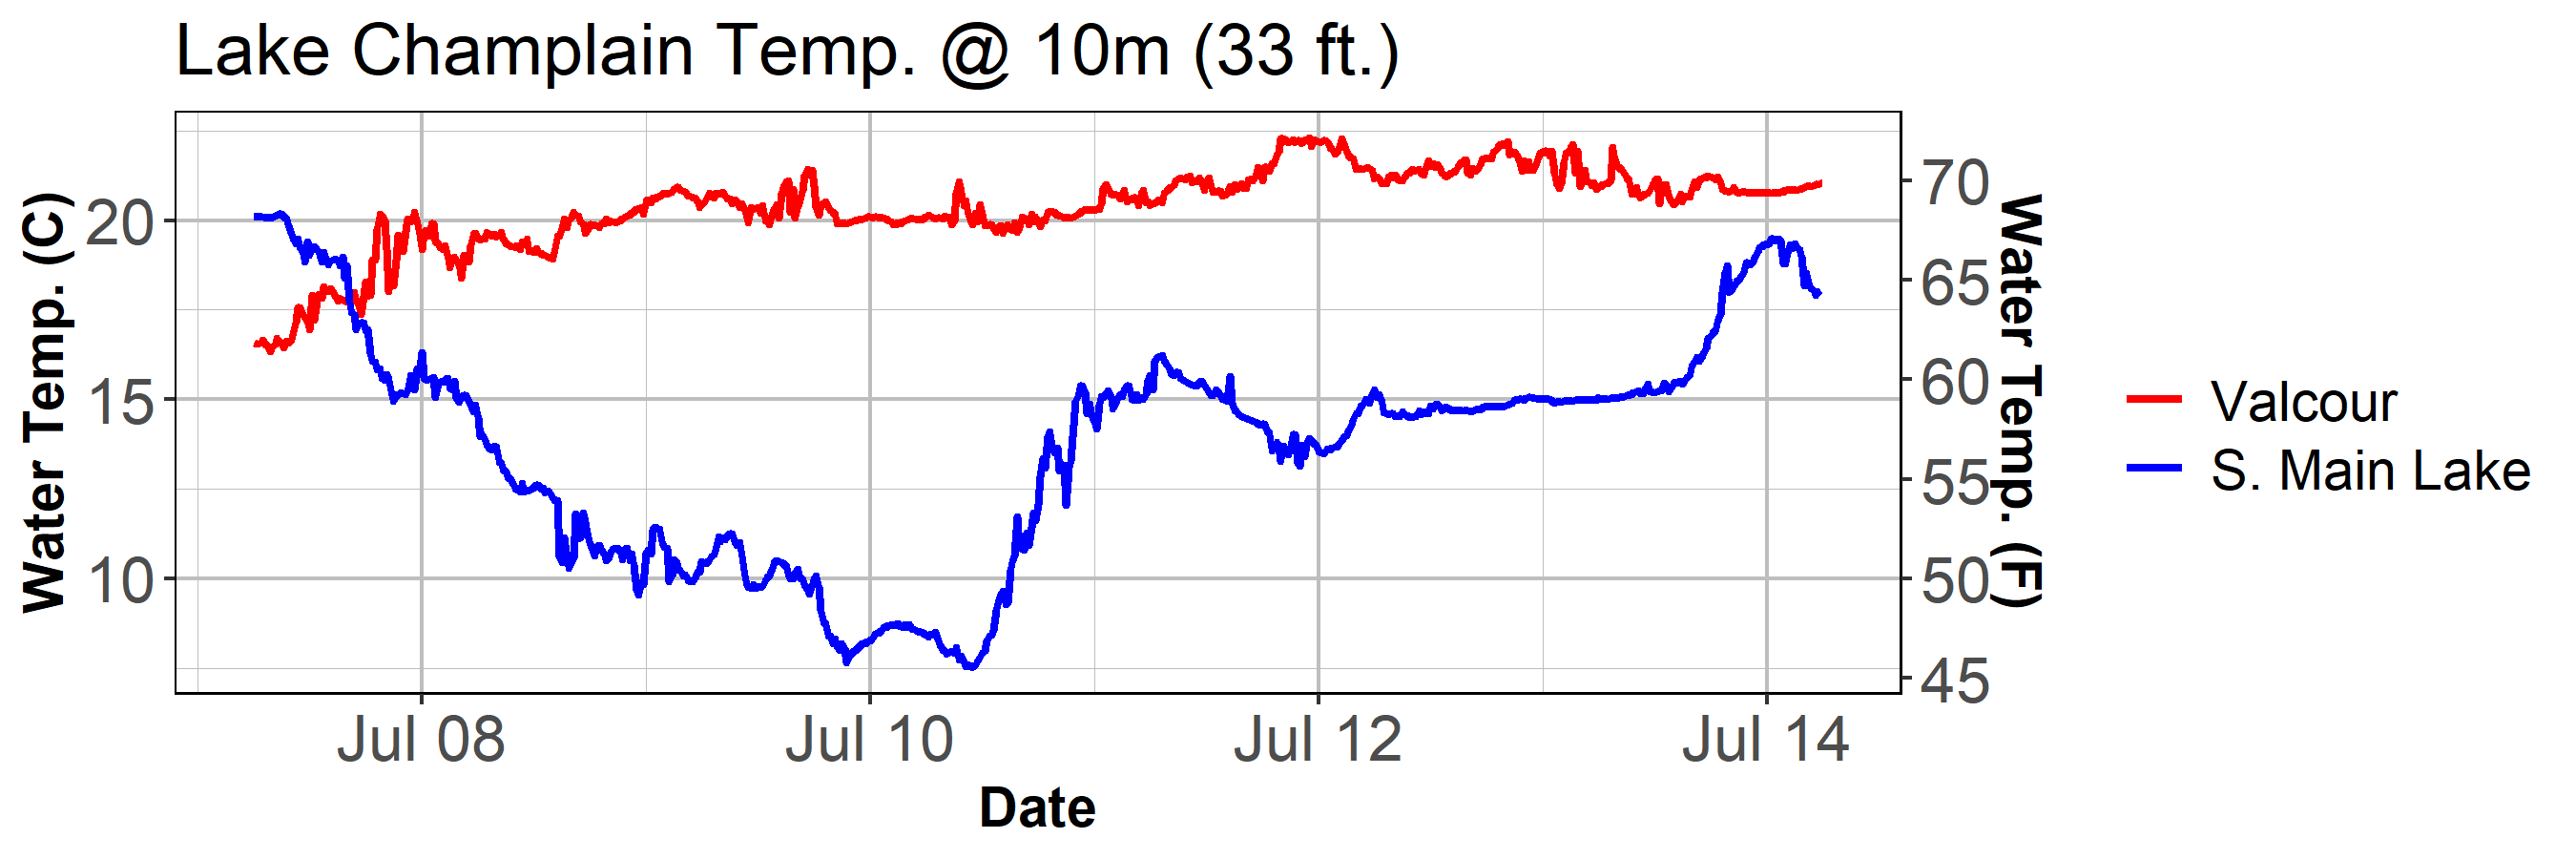 Lake Champlain Temp. @ 10m (33 ft.)
Water Temp. (C)
20
15
10
70
65
60
55
50
45
Water Temp. (F)
Jul 08
Jul 10
Jul 12
Jul 14
Date
Valcour
S. Main Lake